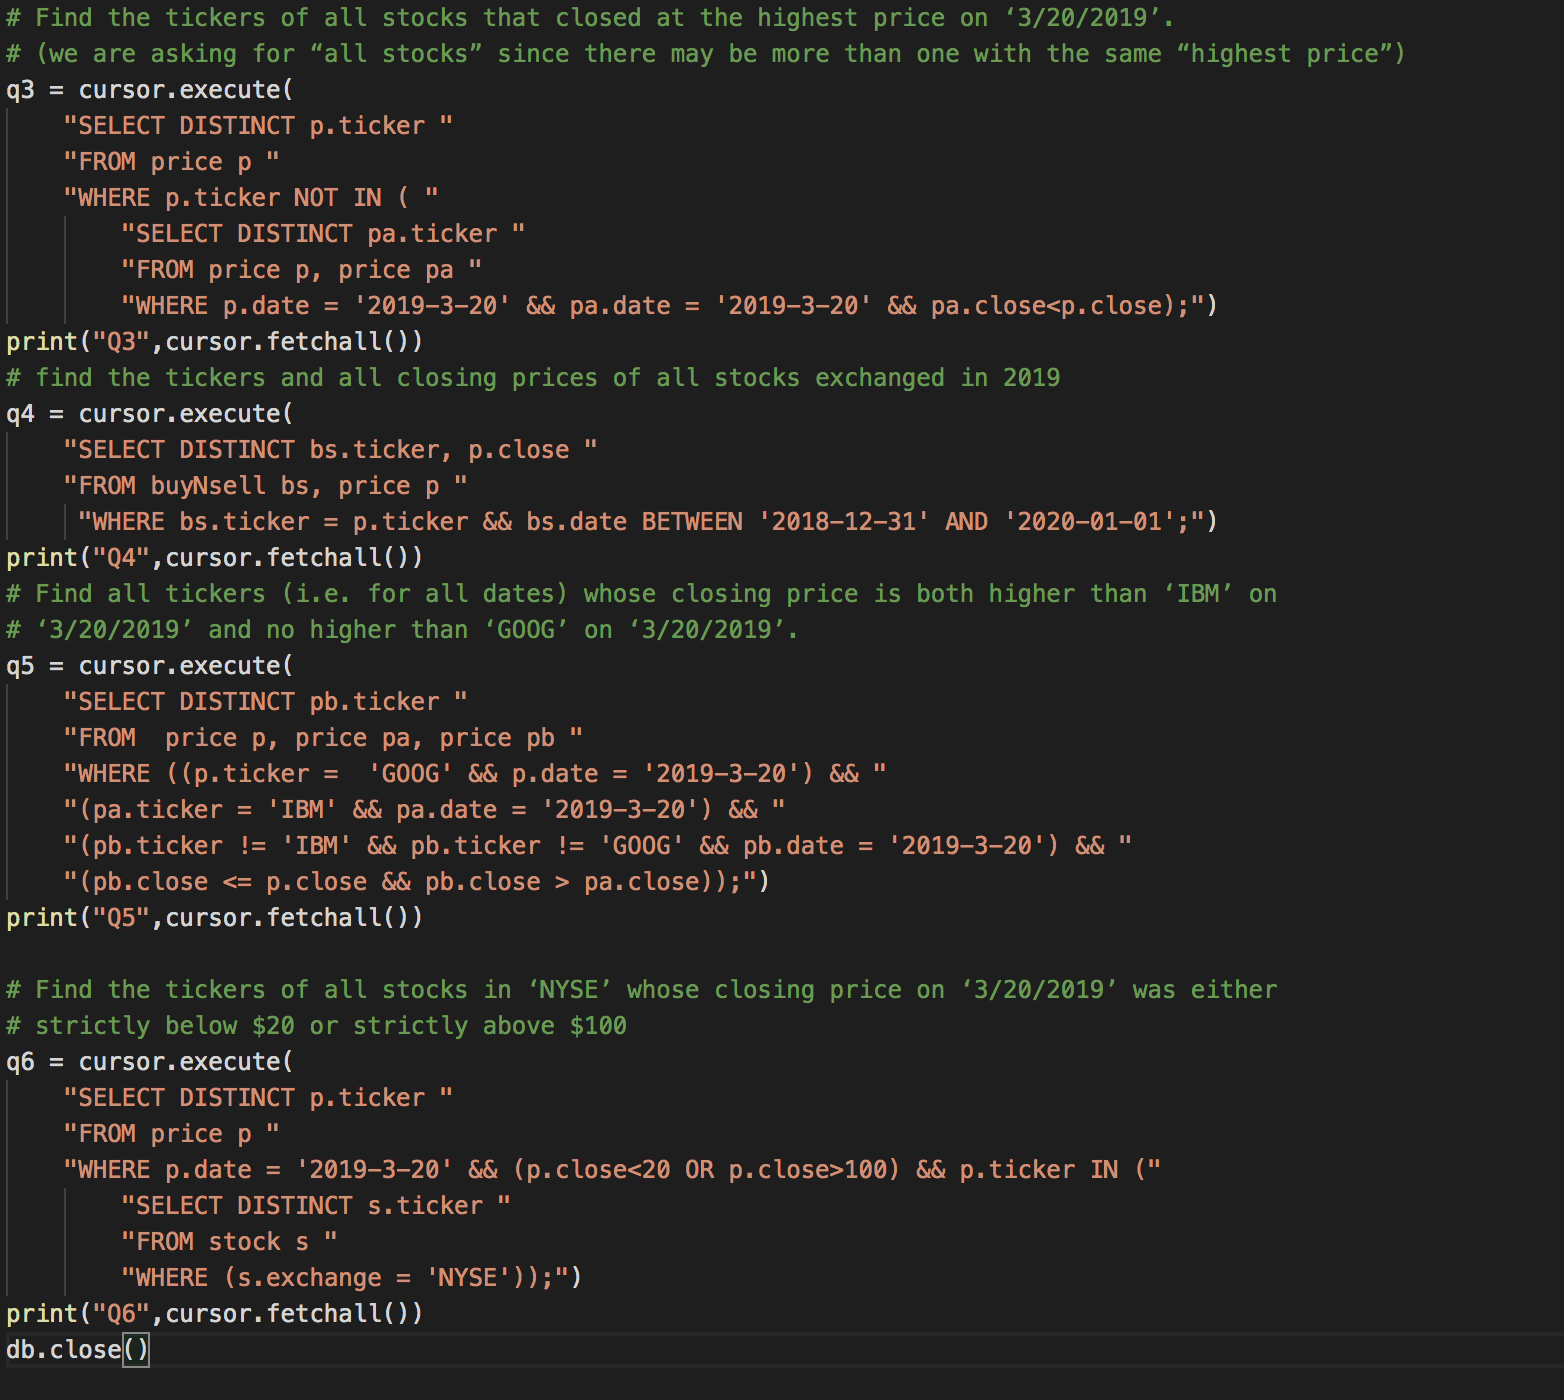 # Find the tickers of all stocks that closed at the highest price on ‘3/20/2019’.
# (we are asking for “all stocks” since there may be more than one with the same “highest price”)
q3 = cursor.execute(
    "SELECT DISTINCT p.ticker "
    "FROM price p "
    "WHERE p.ticker NOT IN ( "
        "SELECT DISTINCT pa.ticker "
        "FROM price p, price pa "
        "WHERE p.date = '2019-3-20' && pa.date = '2019-3-20' && pa.close<p.close);")
print("Q3",cursor.fetchall())
# find the tickers and all closing prices of all stocks exchanged in 2019
q4 = cursor.execute(
    "SELECT DISTINCT bs.ticker, p.close "
    "FROM buyNsell bs, price p "
     "WHERE bs.ticker = p.ticker && bs.date BETWEEN '2018-12-31' AND '2020-01-01';")
print("Q4",cursor.fetchall())
# Find all tickers (i.e. for all dates) whose closing price is both higher than ‘IBM’ on
# ‘3/20/2019’ and no higher than ‘GOOG’ on ‘3/20/2019’.
q5 = cursor.execute(
    "SELECT DISTINCT pb.ticker "
    "FROM  price p, price pa, price pb "
    "WHERE ((p.ticker =  'GOOG' && p.date = '2019-3-20') && "
    "(pa.ticker = 'IBM' && pa.date = '2019-3-20') && "
    "(pb.ticker != 'IBM' && pb.ticker != 'GOOG' && pb.date = '2019-3-20') && "
    "(pb.close <= p.close && pb.close > pa.close));")
print("Q5",cursor.fetchall())

# Find the tickers of all stocks in ‘NYSE’ whose closing price on ‘3/20/2019’ was either
# strictly below $20 or strictly above $100
q6 = cursor.execute(
    "SELECT DISTINCT p.ticker "
    "FROM price p "
    "WHERE p.date = '2019-3-20' && (p.close<20 OR p.close>100) && p.ticker IN ("
        "SELECT DISTINCT s.ticker "
        "FROM stock s "
        "WHERE (s.exchange = 'NYSE'));")
print("Q6",cursor.fetchall())
db.close()